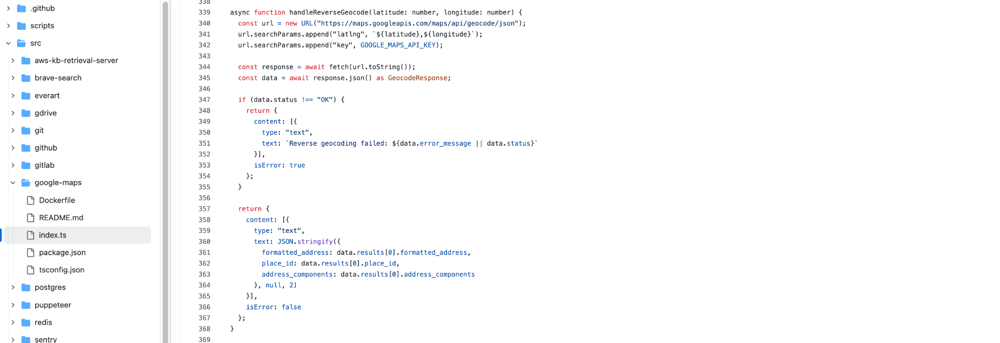 .github
scripts
src
aws-kb-retrieval-server
brave-search
everart
gdrive
git
github
gitlab
google-maps
Dockerfile
README.md
index.ts
package.json
tsconfig.json
postgres
puppeteer
redis
sentry
338
339 async function handleReverseGeocode(latitude: number, longitude: number) {
340 const url = new URL("https://maps.googleapis.com/maps/api/geocode/json");
341 url.searchParams.append("latlng", `${latitude},${longitude}`);
342 url.searchParams.append("key", GOOGLE_MAPS_API_KEY);
343
344 const response = await fetch(url.toString());
345 const data = await response.json() as GeocodeResponse;
346
347 if (data.status !== "OK") {
348 return {
349 content: [{
350 type: "text",
351 text: `Reverse geocoding failed: ${data.error_message || data.status}`
352 }],
353 isError: true
354 };
355 }
356
357 return {
358 content: [{
359 type: "text",
360 text: JSON.stringify({
361 formatted_address: data.results[0].formatted_address,
362 place_id: data.results[0].place_id,
363 address_components: data.results[0].address_components
364 }, null, 2)
365 }],
366 isError: false
367 };
368 }
369